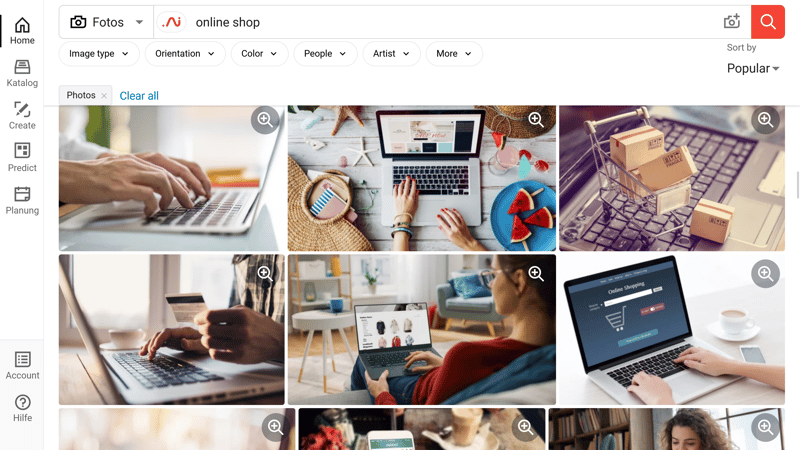 Fotos
online shop
Home
Image type
Orientation
Color
People
Artist
More
Sort by
Popular
Katalog
Photos
Clear all
Create
Predict
Planung
Online Shopping
Account
Hilfe